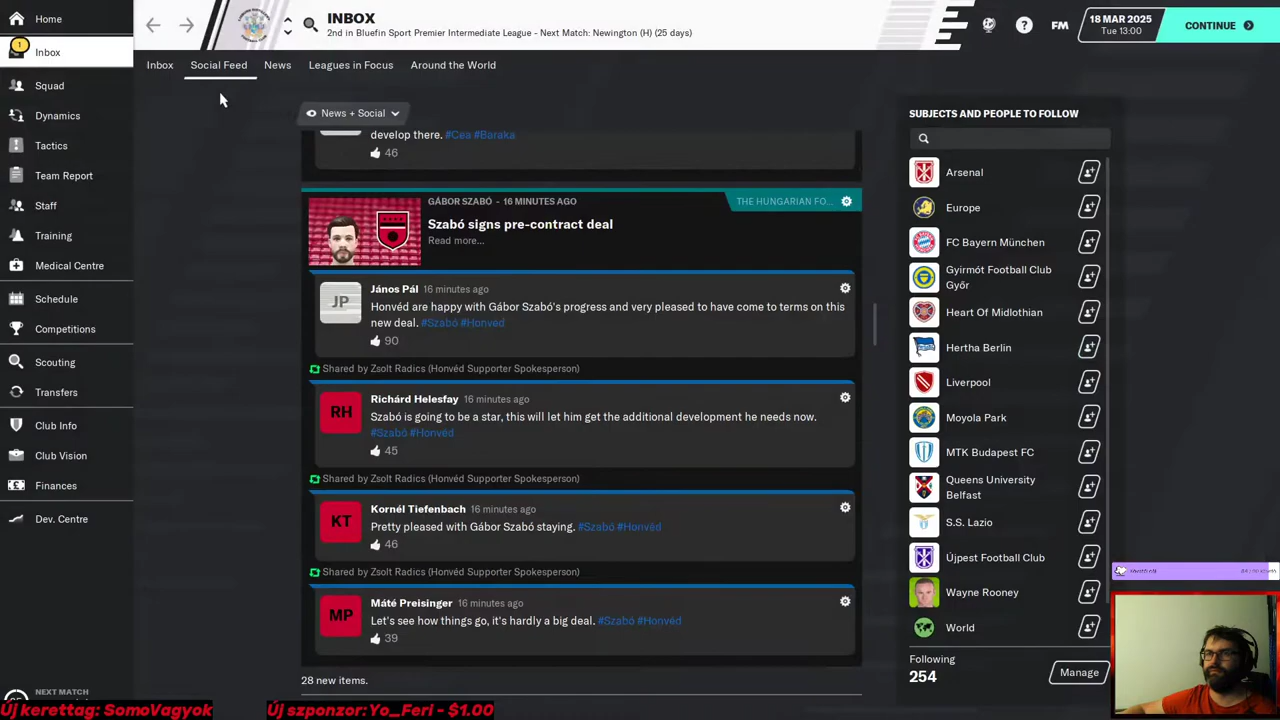 Home
INBOX
2nd in Bluefin Sport Premier Intermediate League - Next Match: Newington (H) (25 days)
FM
18 MAR 2025
Tue 13:00
CONTINUE
1
Inbox
Squad
Dynamics
Tactics
Team Report
Staff
Training
Medical Centre
Schedule
Competitions
Scouting
Transfers
Club Info
Club Vision
Finances
Dev. Centre
NEXT MATCH
Inbox
Social Feed
News
Leagues in Focus
Around the World
News + Social
develop there. #Cea #Baraka
46
GÁBOR SZABÓ - 16 MINUTES AGO
THE HUNGARIAN FO...
Szabó signs pre-contract deal
Read more...
JP
János Pál 16 minutes ago
Honvéd are happy with Gábor Szabó's progress and very pleased to have come to terms on this
new deal. #Szabó #Honvéd
90
Shared by Zsolt Radics (Honvéd Supporter Spokesperson)
RH
Richárd Helesfay 16 minutes ago
Szabó is going to be a star, this will let him get the additional development he needs now.
#Szabó #Honvéd
45
Shared by Zsolt Radics (Honvéd Supporter Spokesperson)
KT
Kornél Tiefenbach 16 minutes ago
Pretty pleased with Gábor Szabó staying. #Szabó #Honvéd
46
Shared by Zsolt Radics (Honvéd Supporter Spokesperson)
MP
Máté Preisinger 16 minutes ago
Let's see how things go, it's hardly a big deal. #Szabó #Honvéd
39
28 new items.
SUBJECTS AND PEOPLE TO FOLLOW
Arsenal
Europe
FC Bayern München
Gyirmót Football Club
Győr
Heart Of Midlothian
Hertha Berlin
Liverpool
Moyola Park
MTK Budapest FC
Queens University
Belfast
S.S. Lazio
Újpest Football Club
Wayne Rooney
World
Following
254
Manage
Új kerettag: SomoVagyok
Új szponzor: Yo_Feri - $1.00